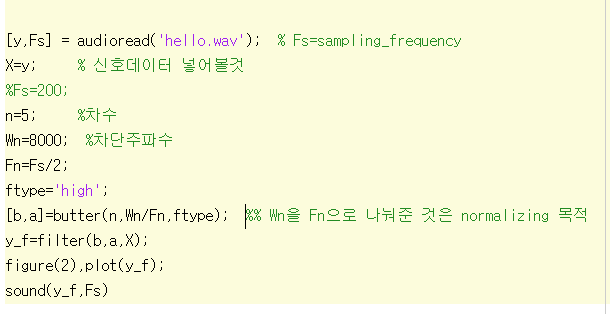 [y,Fs] = audioread('hello.wav');  % Fs=sampling_frequency
X=y;     % 신호데이터 넣어볼것
%Fs=200;
n=5;     %차수
Wn=8000;  %차단주파수
Fn=Fs/2;
ftype='high';
[b,a]=butter(n,Wn/Fn,ftype);  %% Wn을 Fn으로 나눠준 것은 normalizing 목적
y_f=filter(b,a,X);
figure(2),plot(y_f);
sound(y_f,Fs)